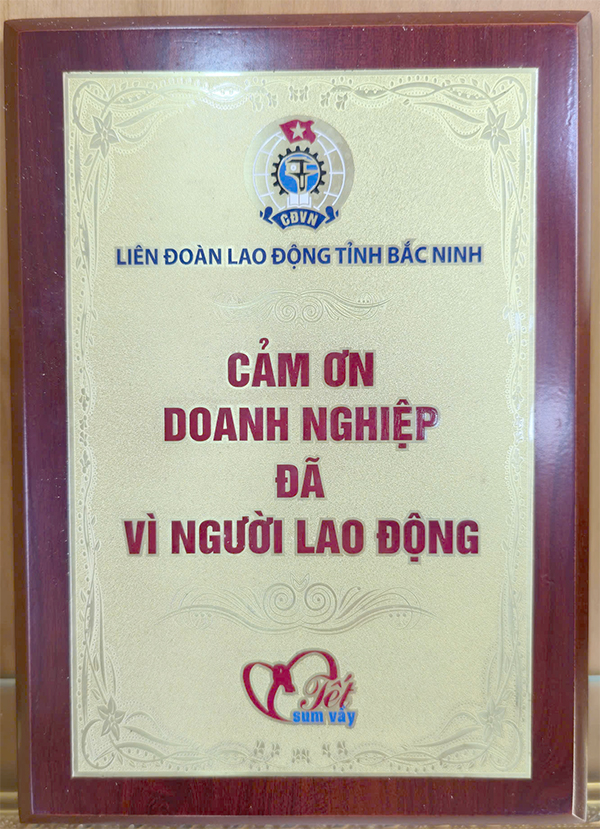 CĐVN
LIÊN ĐOÀN LAO ĐỘNG TỈNH BẮC NINH
CẢM ƠN
DOANH NGHIỆP
ĐÃ
VÌ NGƯỜI LAO ĐỘNG
Tết
sum vầy